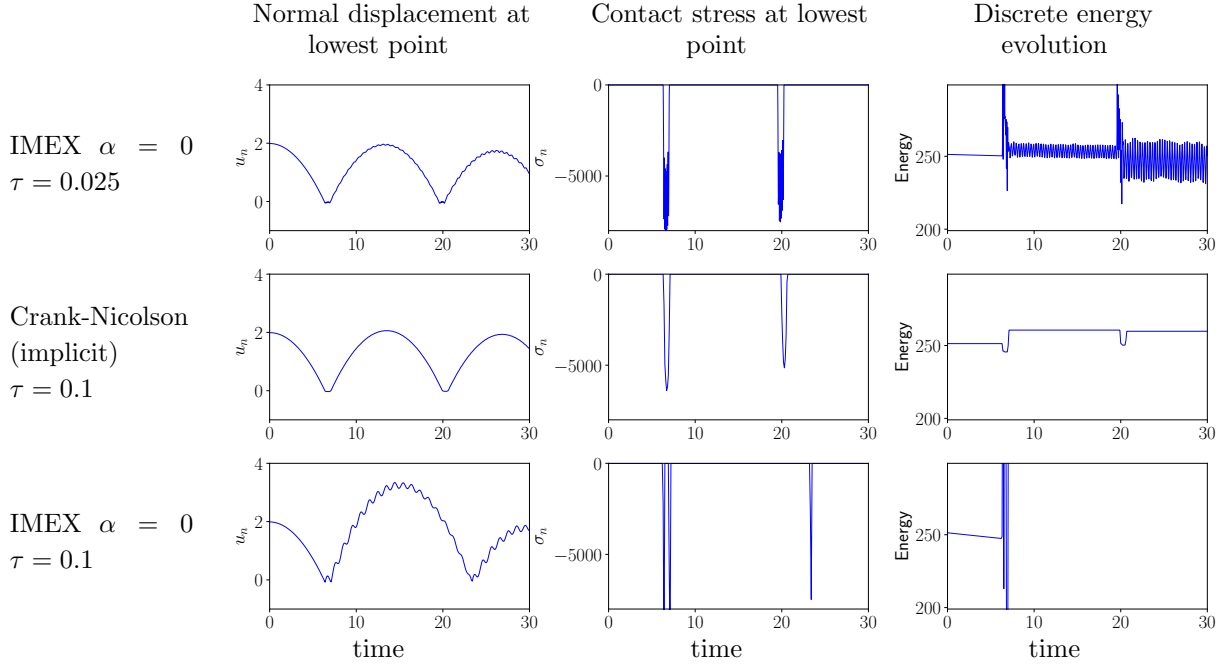 Normal displacement at
lowest point
Contact stress at lowest
point
Discrete energy
evolution
IMEX α = 0
τ = 0.025
4
2
0
u_n
0 10 20 30
0
−5000
σ_n
0 10 20 30
250
200
Energy
0 10 20 30
Crank-Nicolson
(implicit)
τ = 0.1
4
2
0
u_n
0 10 20 30
0
−5000
σ_n
0 10 20 30
250
200
Energy
0 10 20 30
IMEX α = 0
τ = 0.1
4
2
0
u_n
0 10 20 30
time
0
−5000
σ_n
0 10 20 30
250
200
Energy
0 10 20 30
time